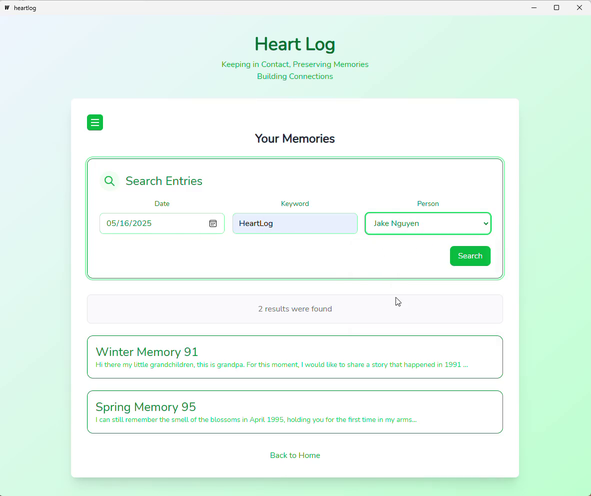 heartlog
Heart Log
Keeping in Contact, Preserving Memories
Building Connections
Your Memories
Search Entries
Date
Keyword
Person
05/16/2025
HeartLog
Jake Nguyen
Search
2 results were found
Winter Memory 91
Hi there my little grandchildren, this is grandpa. For this moment, I would like to share a story that happened in 1991 ...
Spring Memory 95
I can still remember the smell of the blossoms in April 1995, holding you for the first time in my arms...
Back to Home